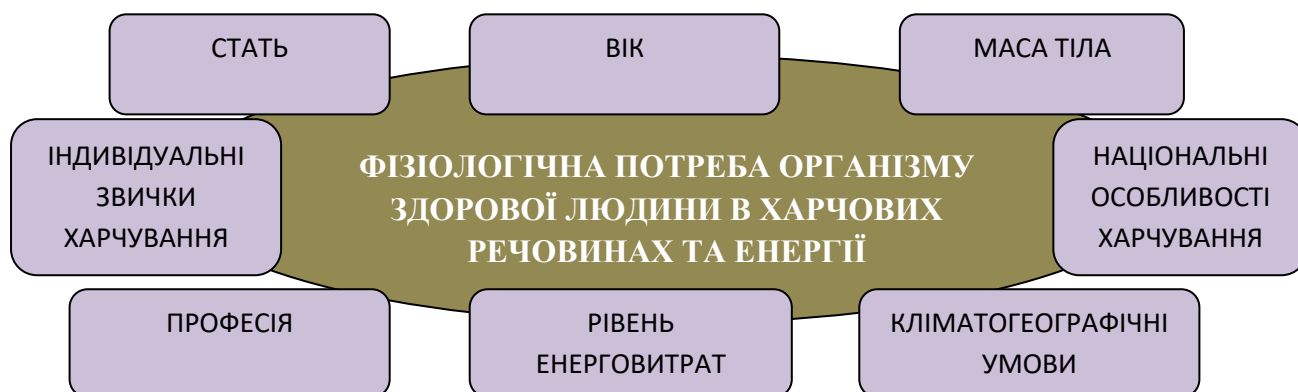 СТАТЬ
ВІК
МАСА ТІЛА
ІНДИВІДУАЛЬНІ
ЗВИЧКИ
ХАРЧУВАННЯ
ФІЗІОЛОГІЧНА ПОТРЕБА ОРГАНІЗМУ
ЗДОРОВОЇ ЛЮДИНИ В ХАРЧОВИХ
РЕЧОВИНАХ ТА ЕНЕРГІЇ
НАЦІОНАЛЬНІ
ОСОБЛИВОСТІ
ХАРЧУВАННЯ
ПРОФЕСІЯ
РІВЕНЬ
ЕНЕРГОВИТРАТ
КЛІМАТОГЕОГРАФІЧНІ
УМОВИ